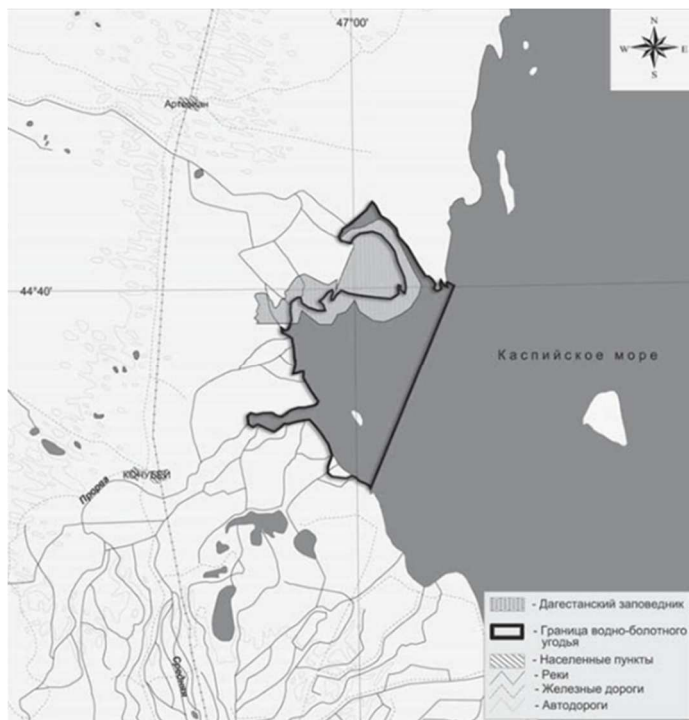 47°00'
N
W E
S
Артезиан
44°40'
Каспийское море
КОЧУБЕЙ
Прорва
Средняя
- Дагестанский заповедник
- Граница водно-болотного
угодья
- Населенные пункты
- Реки
- Железные дороги
- Автодороги